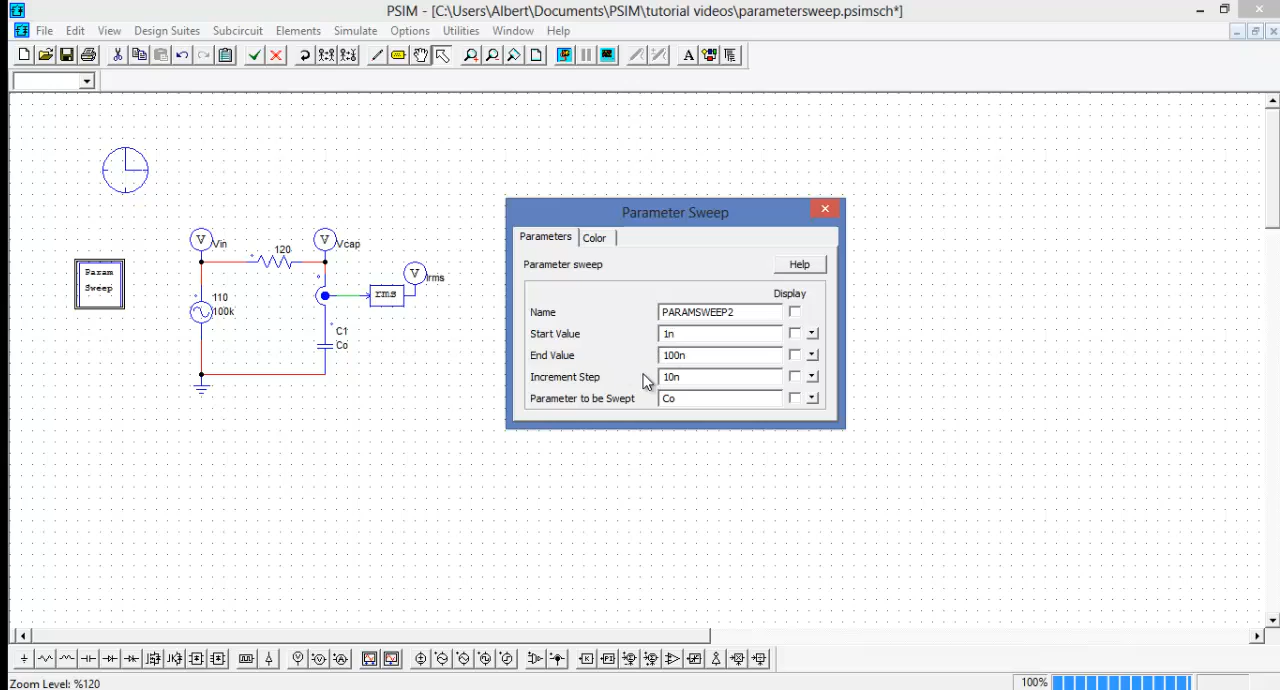 PSIM - [C:\Users\Albert\Documents\PSIM\tutorial videos\parametersweep.psimsch*]
File Edit View Design Suites Subcircuit Elements Simulate Options Utilities Window Help
Parameter Sweep
Parameters Color
Parameter sweep Help
Display
Name PARAMSWEEP2
Start Value 1n
End Value 100n
Increment Step 10n
Parameter to be Swept Co
V Vin
120
V Vcap
V Irms
rms
Param
Sweep
110
100k
C1
Co
Zoom Level: %120
100%